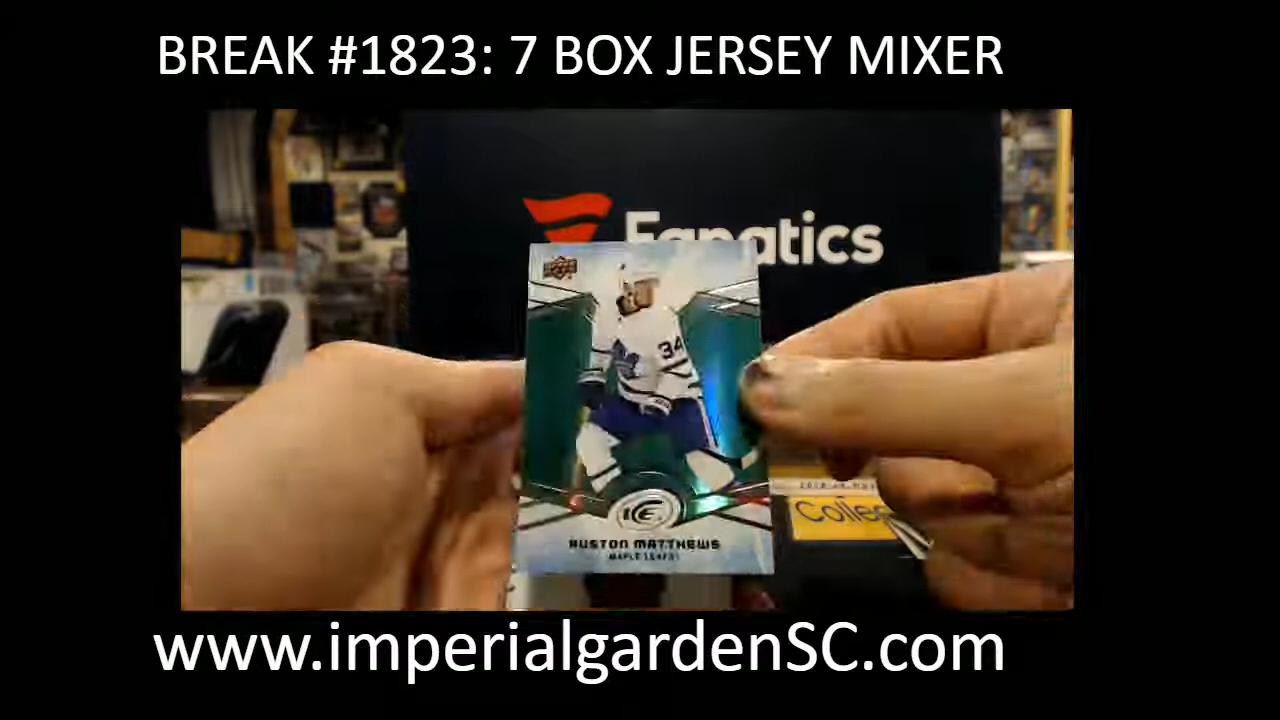 BREAK #1823: 7 BOX JERSEY MIXER
Fanatics
34
ICE
AUSTON MATTHEWS
MAPLE LEAFS
www.imperialgardenSC.com